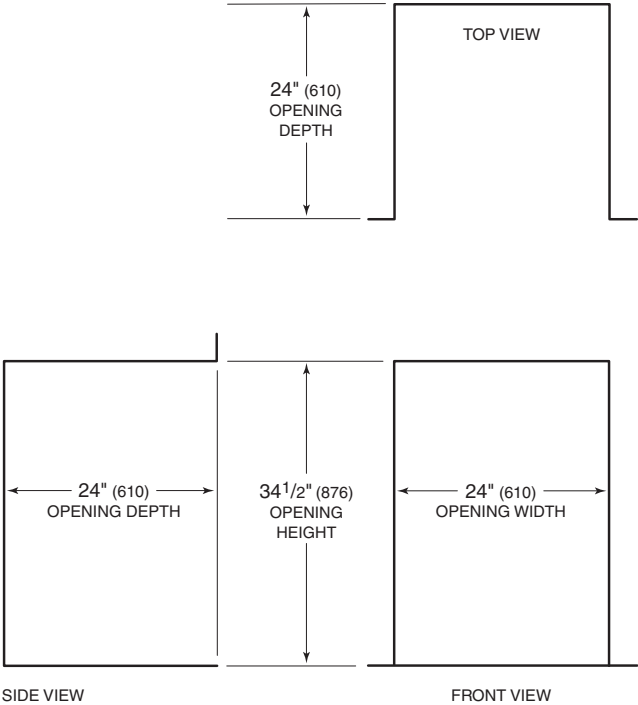 TOP VIEW
24" (610)
OPENING
DEPTH
24" (610)
OPENING DEPTH
34 1/2" (876)
OPENING
HEIGHT
24" (610)
OPENING WIDTH
SIDE VIEW
FRONT VIEW